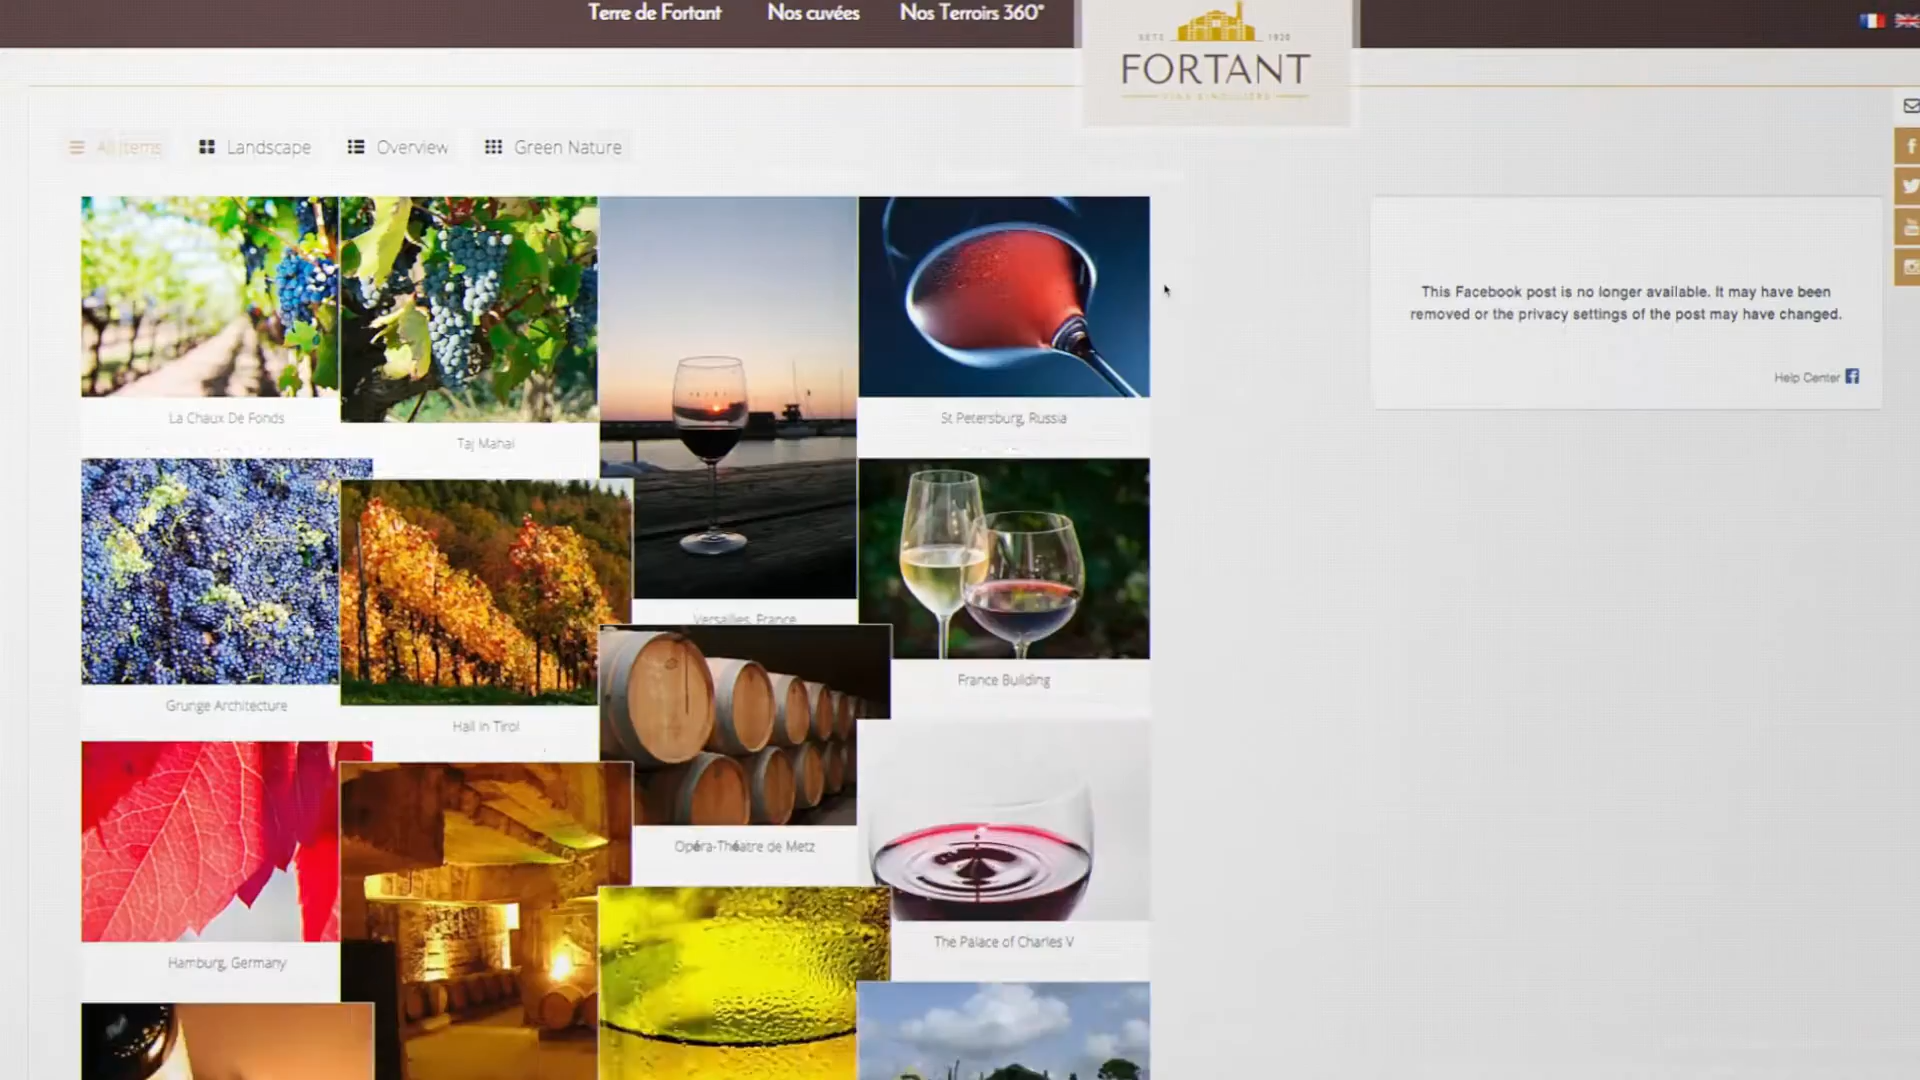 Terre de Fortant
Nos cuvées
Nos Terroirs 360°
SETE 1920
FORTANT
All Items
Landscape
Overview
Green Nature
This Facebook post is no longer available. It may have been
removed or the privacy settings of the post may have changed.
Help Center
La Chaux De Fonds
Taj Mahal
St Petersburg, Russia
Versailles, France
Grunge Architecture
Hall in Tirol
France Building
Opéra-Théatre de Metz
The Palace of Charles V
Hamburg, Germany